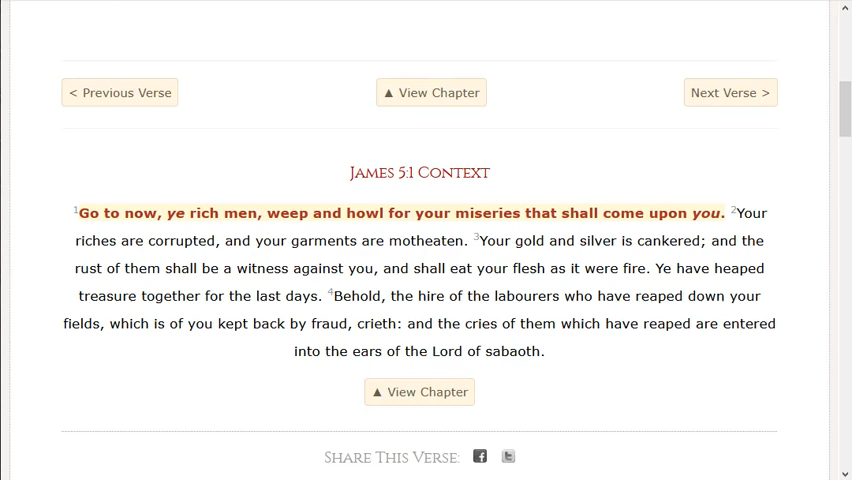 < Previous Verse
▲ View Chapter
Next Verse >
James 5:1 Context
1Go to now, ye rich men, weep and howl for your miseries that shall come upon you. 2Your
riches are corrupted, and your garments are motheaten. 3Your gold and silver is cankered; and the
rust of them shall be a witness against you, and shall eat your flesh as it were fire. Ye have heaped
treasure together for the last days. 4Behold, the hire of the labourers who have reaped down your
fields, which is of you kept back by fraud, crieth: and the cries of them which have reaped are entered
into the ears of the Lord of sabaoth.
▲ View Chapter
Share This Verse: